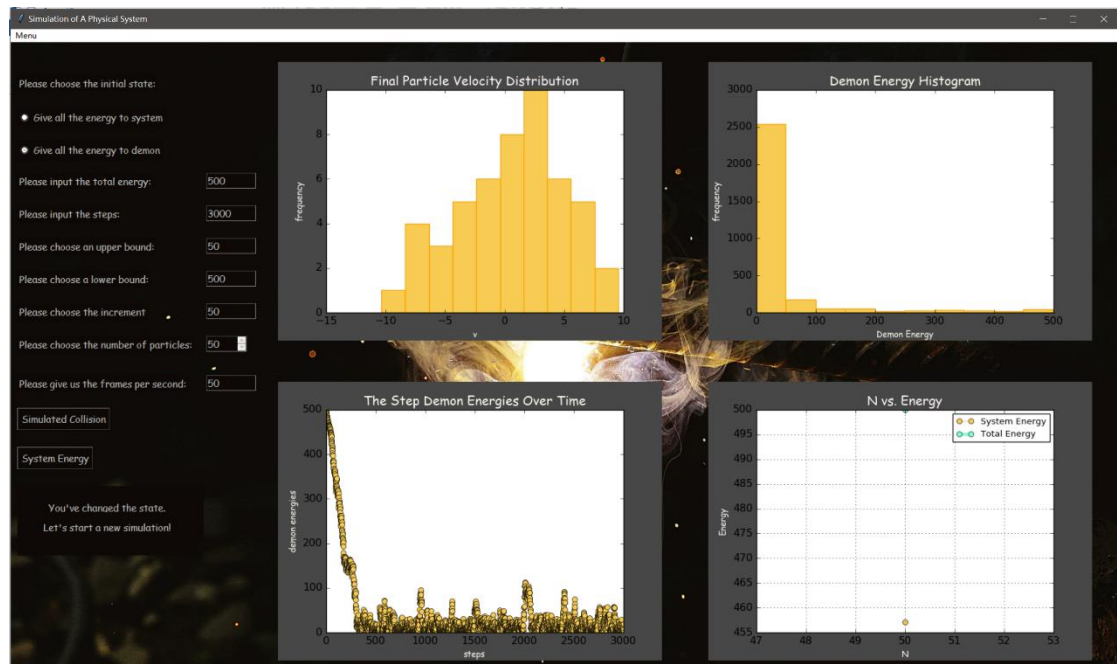 Simulation of A Physical System
Menu
Please choose the initial state:
Give all the energy to system
Give all the energy to demon
Please input the total energy: 500
Please input the steps: 3000
Please choose an upper bound: 50
Please choose a lower bound: 500
Please choose the increment 50
Please choose the number of particles: 50
Please give us the frames per second: 50
Simulated Collision
System Energy
You've changed the state.
Let's start a new simulation!
Final Particle Velocity Distribution
frequency
10
8
6
4
2
0
−15 −10 −5 0 5 10
v
Demon Energy Histogram
frequency
3000
2500
2000
1500
1000
500
0
0 100 200 300 400 500
Demon Energy
The Step Demon Energies Over Time
demon energies
500
400
300
200
100
0
0 500 1000 1500 2000 2500 3000
steps
N vs. Energy
Energy
500
495
490
485
480
475
470
465
460
455
47 48 49 50 51 52 53
N
System Energy
Total Energy